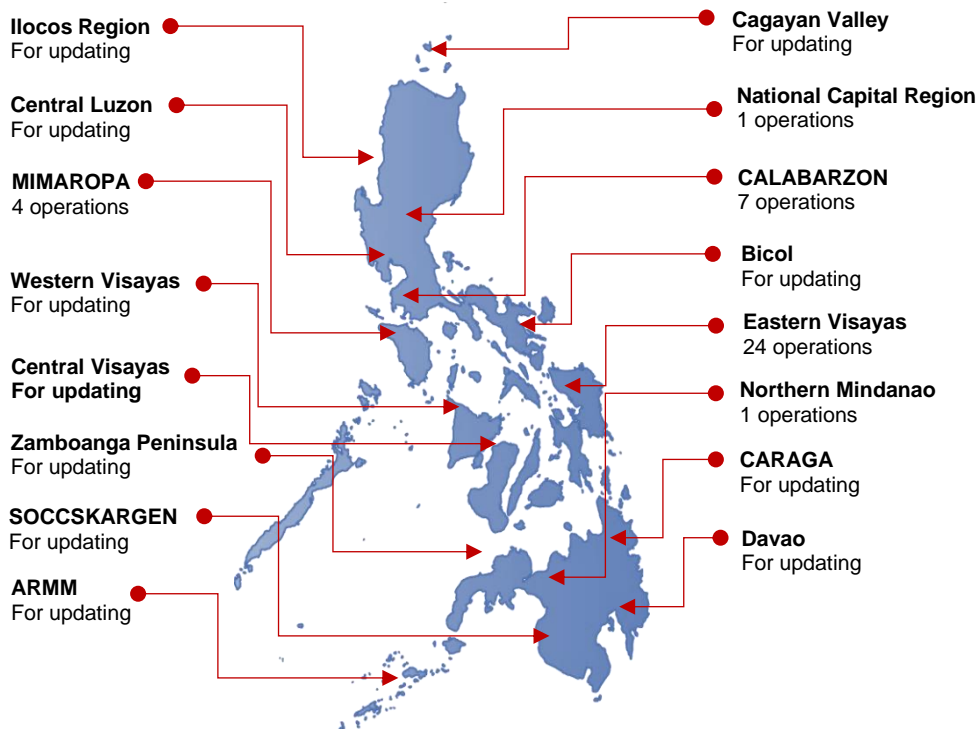 Ilocos Region
For updating
Central Luzon
For updating
MIMAROPA
4 operations
Western Visayas
For updating
Central Visayas
For updating
Zamboanga Peninsula
For updating
SOCCSKARGEN
For updating
ARMM
For updating
Cagayan Valley
For updating
National Capital Region
1 operations
CALABARZON
7 operations
Bicol
For updating
Eastern Visayas
24 operations
Northern Mindanao
1 operations
CARAGA
For updating
Davao
For updating